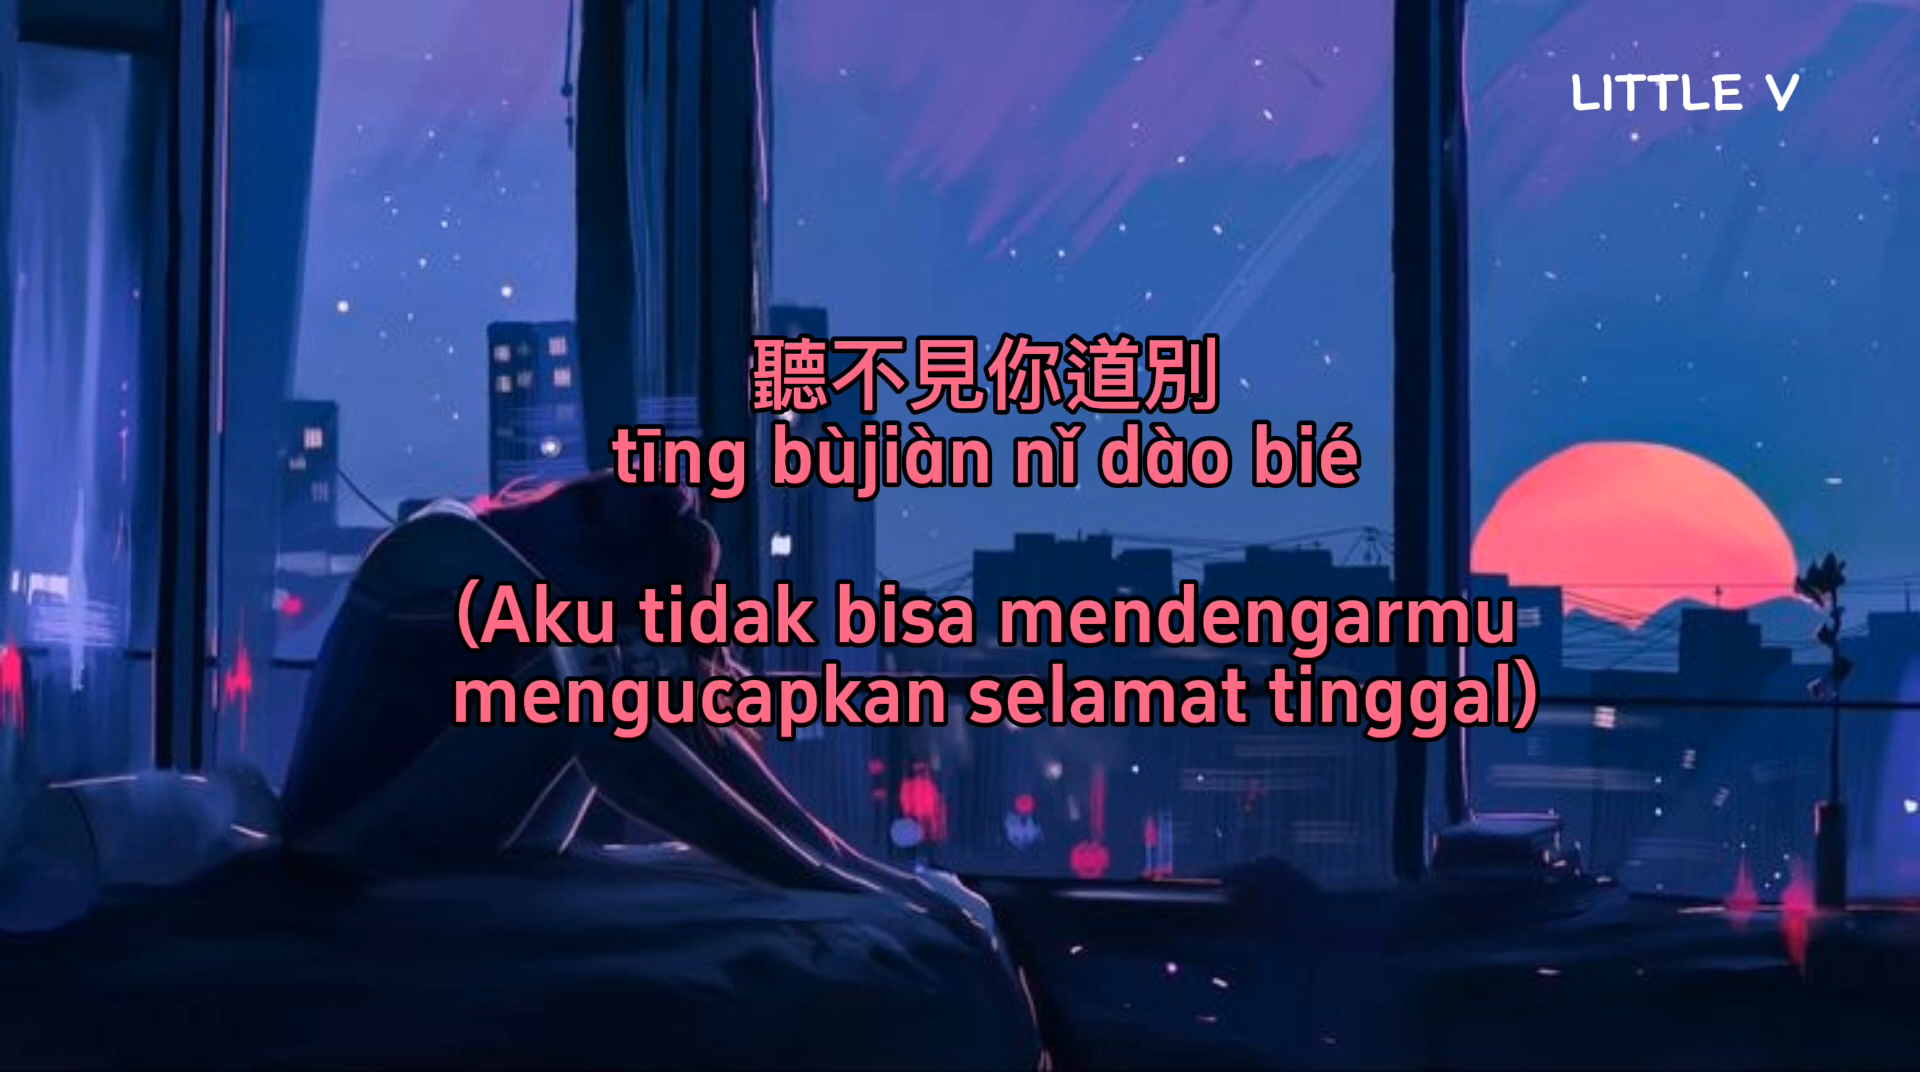 LITTLE V
聽不見你道別
tīng bùjiàn nǐ dào bié
(Aku tidak bisa mendengarmu
mengucapkan selamat tinggal)